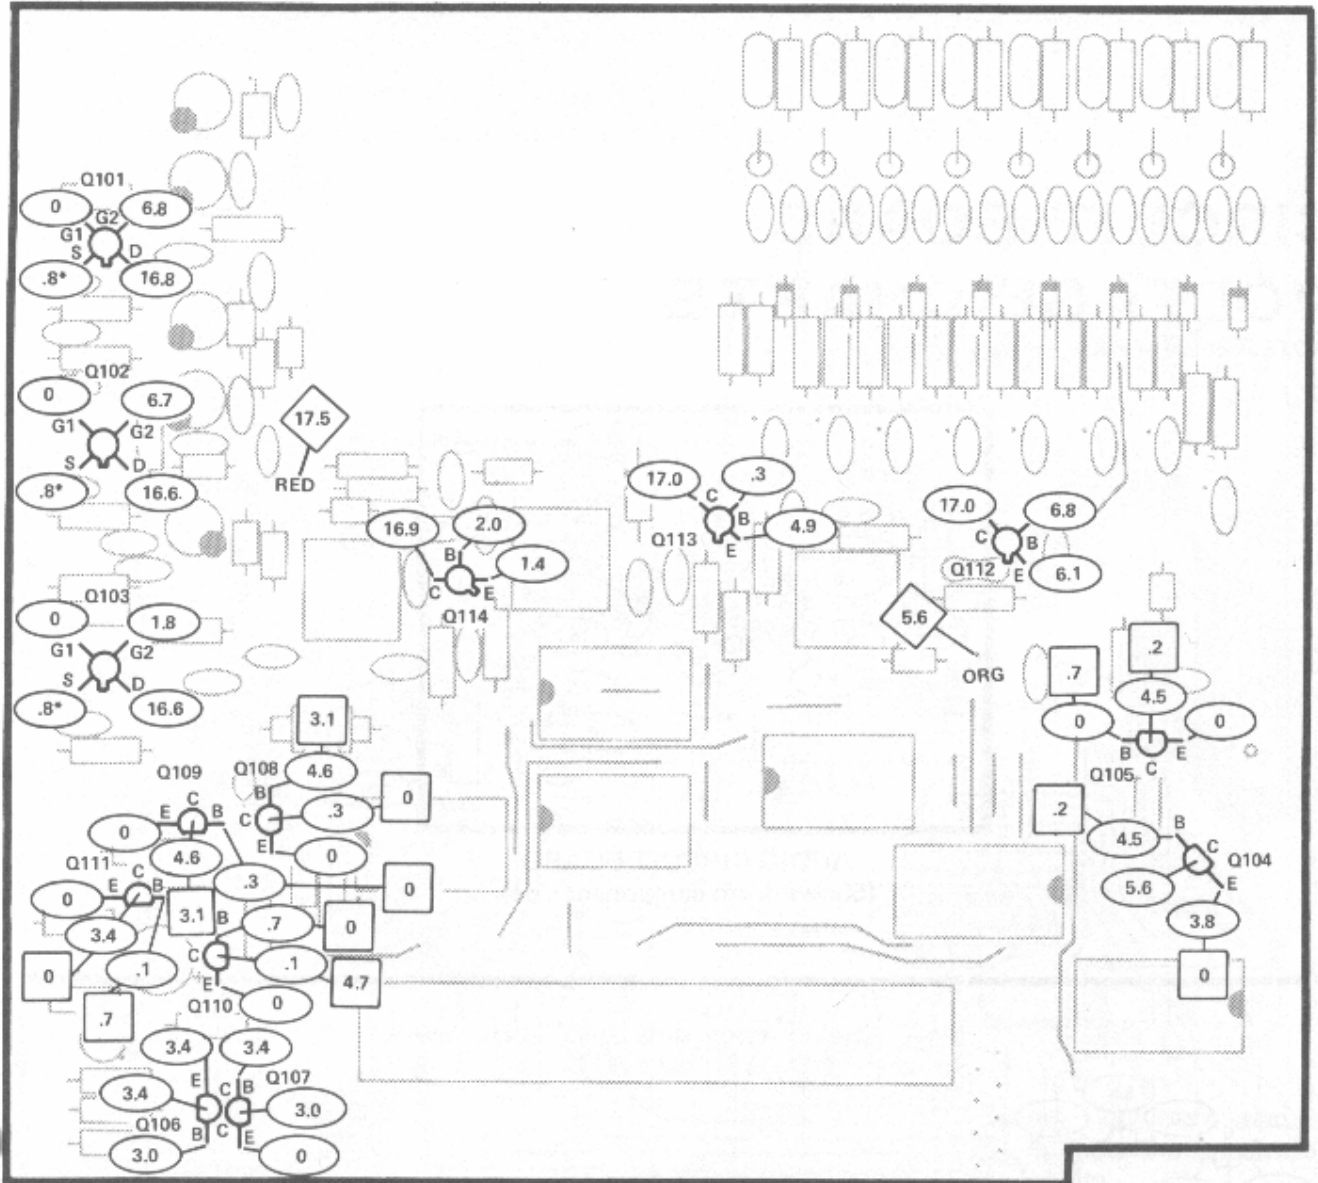 Q101
0
6.8
G2
G1
S
D
.8*
16.8
Q102
0
6.7
G1
G2
S
D
.8*
16.6.
17.5
RED
Q103
0
1.8
G1
G2
S
D
.8*
16.6
16.9
2.0
B
1.4
C
E
Q114
17.0
.3
C
B
Q113
E
4.9
17.0
6.8
C
B
Q112
E
6.1
5.6
ORG
.2
.7
4.5
0
0
B
E
C
Q105
.2
4.5
B
C
Q104
5.6
E
3.8
0
3.1
Q109
Q108
4.6
B
0
C
.3
E
C
B
0
E
0
Q111
4.6
C
.3
0
0
E
B
3.1
B
.7
0
3.4
C
.1
0
.1
4.7
E
.7
Q110
0
3.4
3.4
E
B
Q107
3.4
C
3.0
Q106
B
C
E
3.0
0